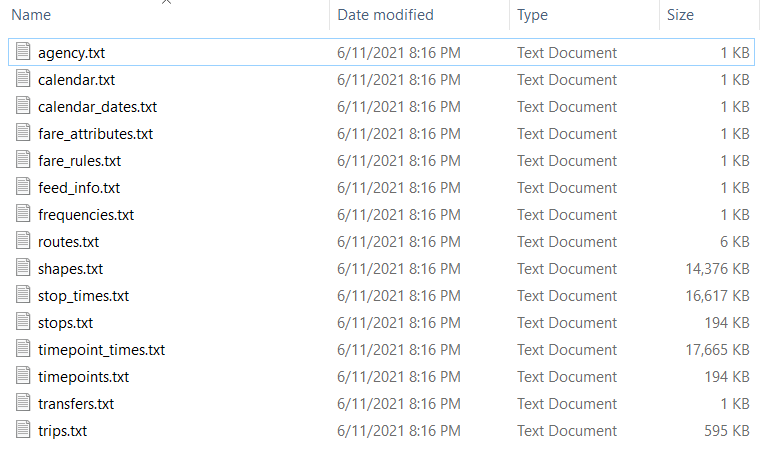 Name Date modified Type Size
agency.txt 6/11/2021 8:16 PM Text Document 1 KB
calendar.txt 6/11/2021 8:16 PM Text Document 1 KB
calendar_dates.txt 6/11/2021 8:16 PM Text Document 1 KB
fare_attributes.txt 6/11/2021 8:16 PM Text Document 1 KB
fare_rules.txt 6/11/2021 8:16 PM Text Document 1 KB
feed_info.txt 6/11/2021 8:16 PM Text Document 1 KB
frequencies.txt 6/11/2021 8:16 PM Text Document 1 KB
routes.txt 6/11/2021 8:16 PM Text Document 6 KB
shapes.txt 6/11/2021 8:16 PM Text Document 14,376 KB
stop_times.txt 6/11/2021 8:16 PM Text Document 16,617 KB
stops.txt 6/11/2021 8:16 PM Text Document 194 KB
timepoint_times.txt 6/11/2021 8:16 PM Text Document 17,665 KB
timepoints.txt 6/11/2021 8:16 PM Text Document 194 KB
transfers.txt 6/11/2021 8:16 PM Text Document 1 KB
trips.txt 6/11/2021 8:16 PM Text Document 595 KB